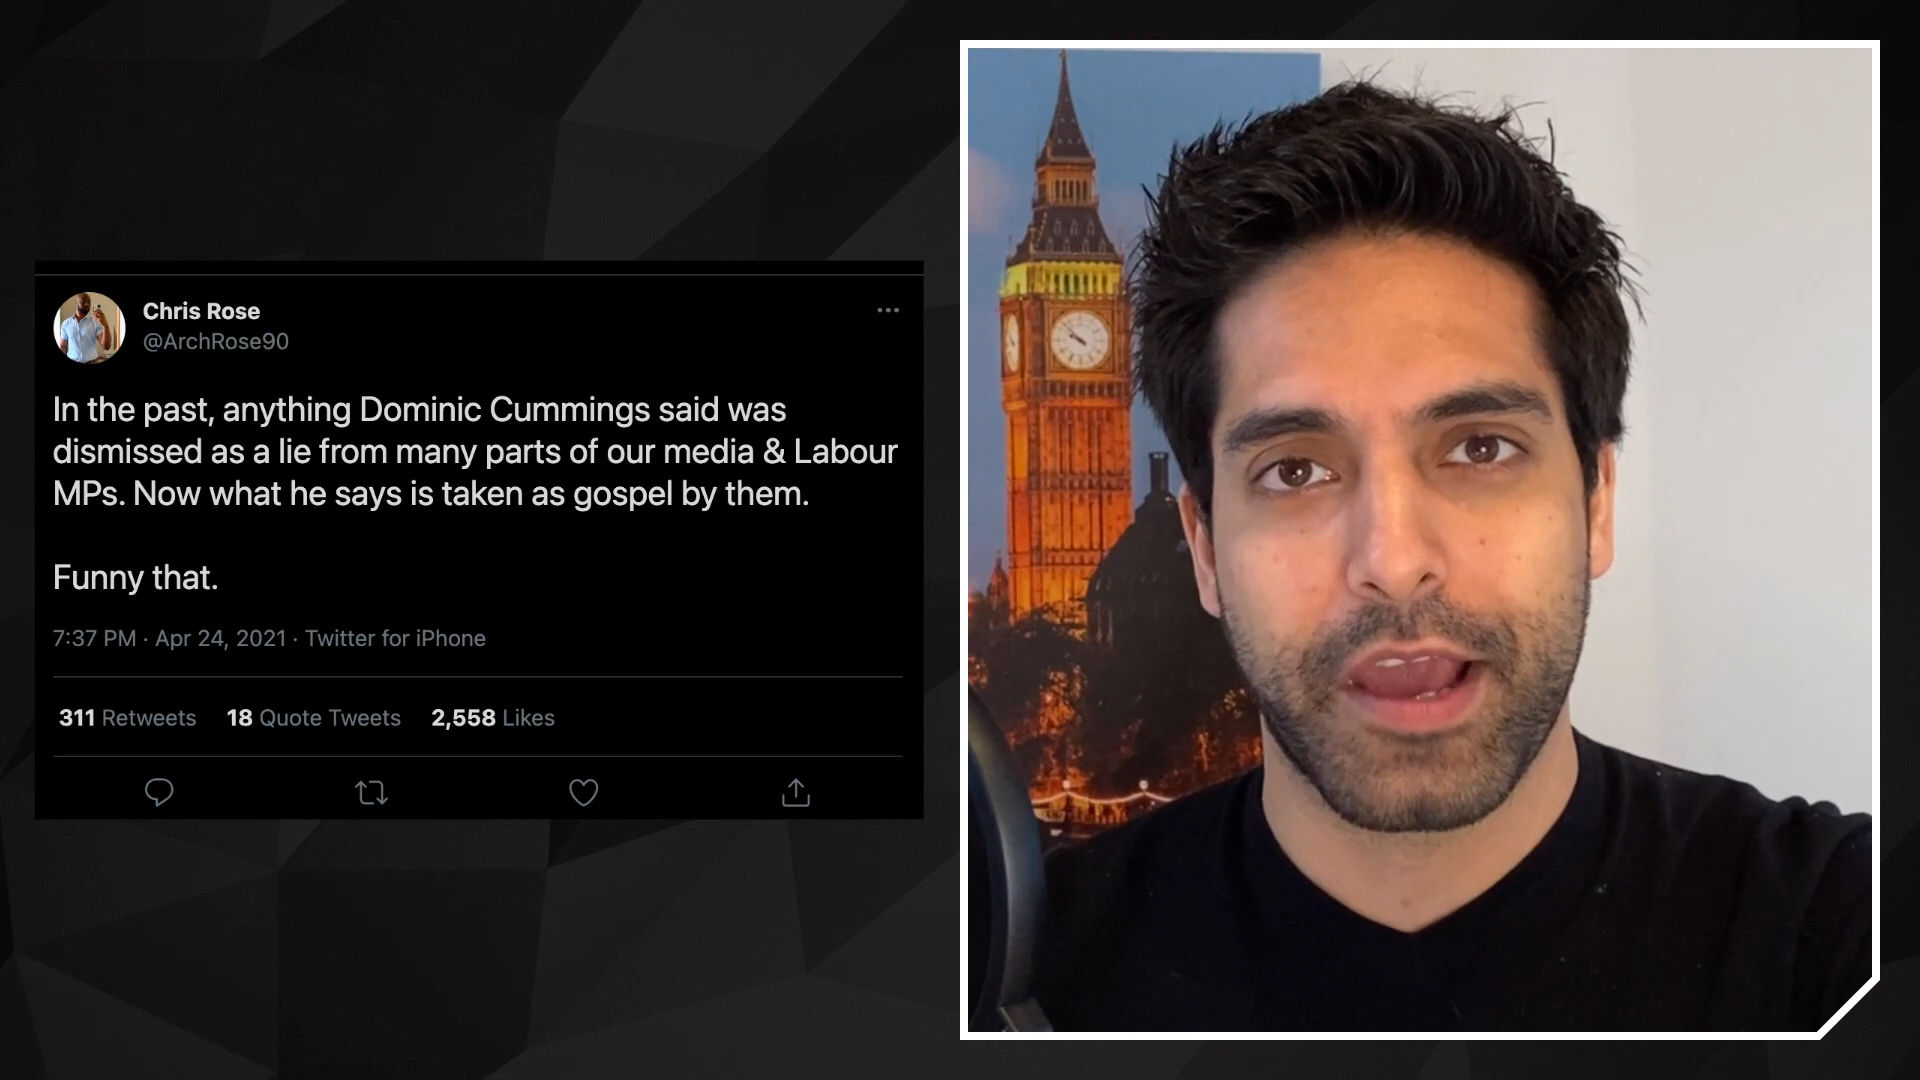 Chris Rose
@ArchRose90
In the past, anything Dominic Cummings said was
dismissed as a lie from many parts of our media & Labour
MPs. Now what he says is taken as gospel by them.
Funny that.
7:37 PM · Apr 24, 2021 · Twitter for iPhone
311 Retweets 18 Quote Tweets 2,558 Likes